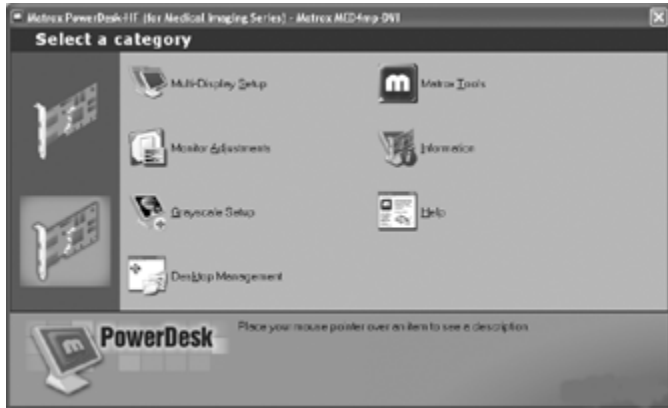 Matrox PowerDesk-HF (for Medical Imaging Series) - Matrox MED4mp-DVI
Select a category
Multi-Display Setup
Matrox Tools
Monitor Adjustments
Information
Grayscale Setup
Help
Desktop Management
PowerDesk
Place your mouse pointer over an item to see a description.